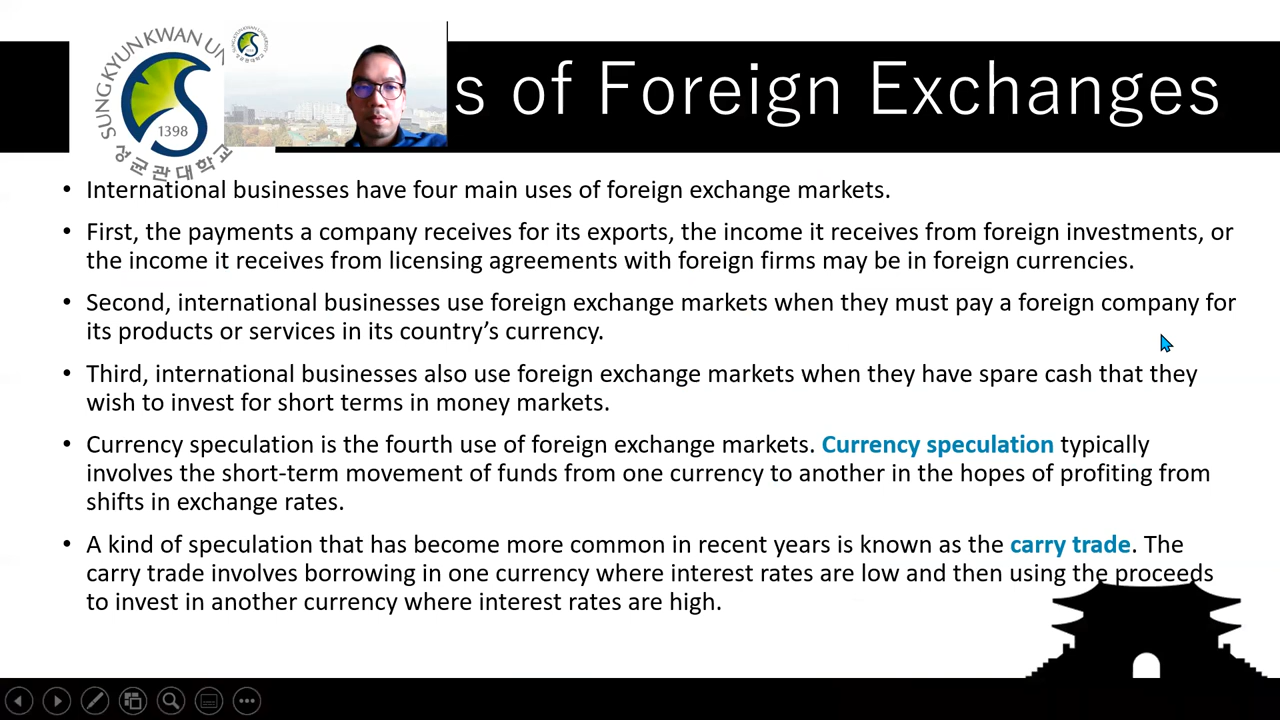 SUNGKYUNKWAN UN
1398
성균관대학교
s of Foreign Exchanges
• International businesses have four main uses of foreign exchange markets.
• First, the payments a company receives for its exports, the income it receives from foreign investments, or
the income it receives from licensing agreements with foreign firms may be in foreign currencies.
• Second, international businesses use foreign exchange markets when they must pay a foreign company for
its products or services in its country’s currency.
• Third, international businesses also use foreign exchange markets when they have spare cash that they
wish to invest for short terms in money markets.
• Currency speculation is the fourth use of foreign exchange markets. Currency speculation typically
involves the short-term movement of funds from one currency to another in the hopes of profiting from
shifts in exchange rates.
• A kind of speculation that has become more common in recent years is known as the carry trade. The
carry trade involves borrowing in one currency where interest rates are low and then using the proceeds
to invest in another currency where interest rates are high.